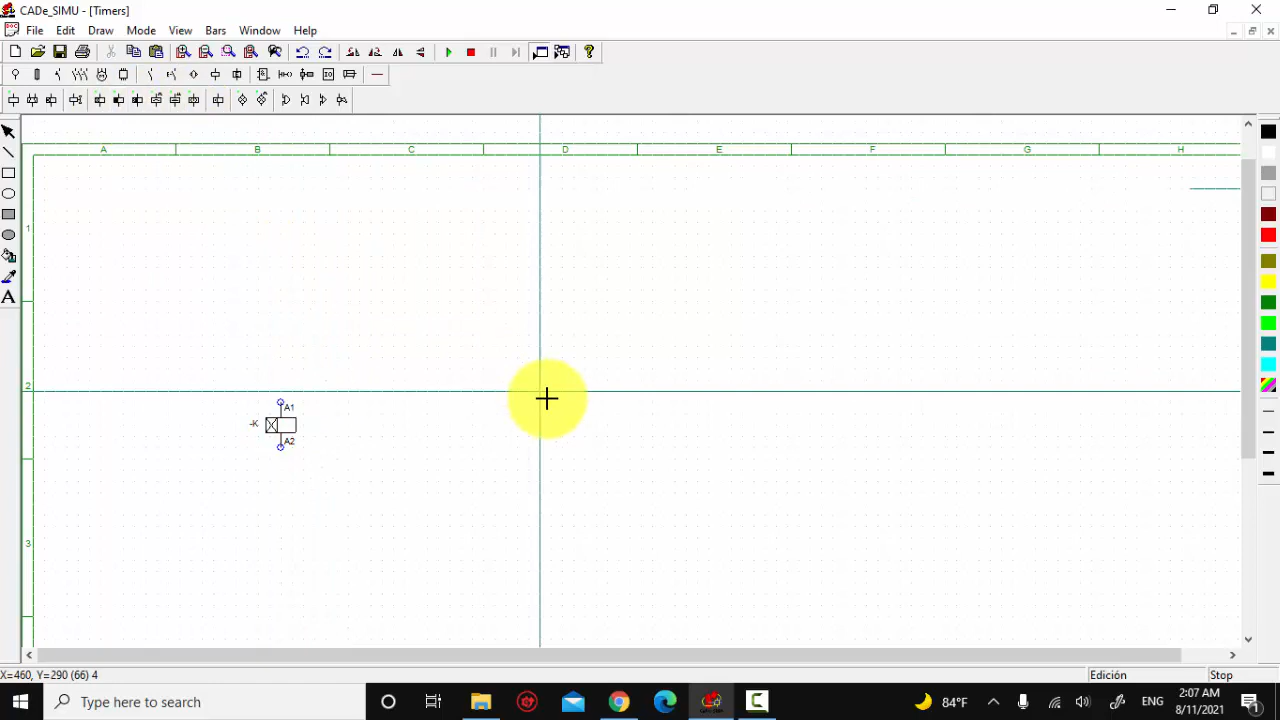 CADe_SIMU - [Timers]
File Edit Draw Mode View Bars Window Help
A B C D E F G H
1
2
A1
-K
A2
3
X=460, Y=290 (66) 4
Edición
Stop
Type here to search
84°F
ENG
2:07 AM
8/11/2021
1